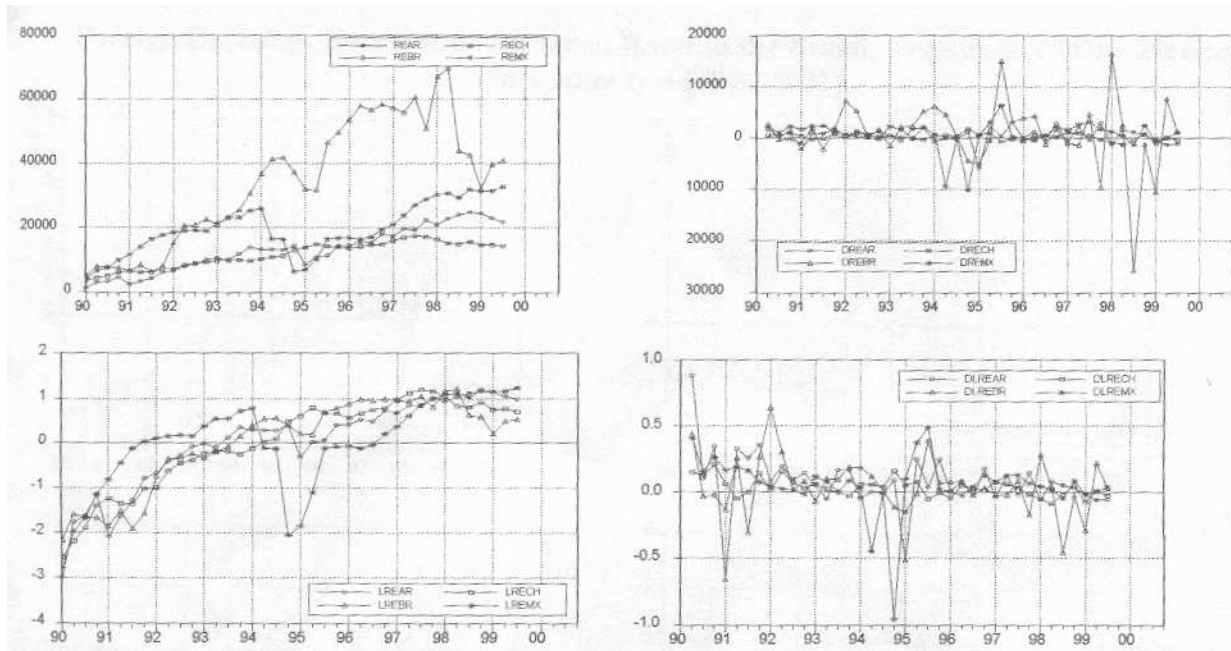 80000
REAR RECH
REBR REMX
60000
40000
20000
0
90 91 92 93 94 95 96 97 98 99 00
20000
10000
0
10000
20000
30000
DREAR DRECH
DREBR DREMX
90 91 92 93 94 95 96 97 98 99 00
2
1
0
-1
-2
-3
-4
LREAR LRECH
LREBR LREMX
90 91 92 93 94 95 96 97 98 99 00
1.0
DLREAR DLRECH
DLREBR DLREMX
0.5
0.0
-0.5
-1.0
90 91 92 93 94 95 96 97 98 99 00